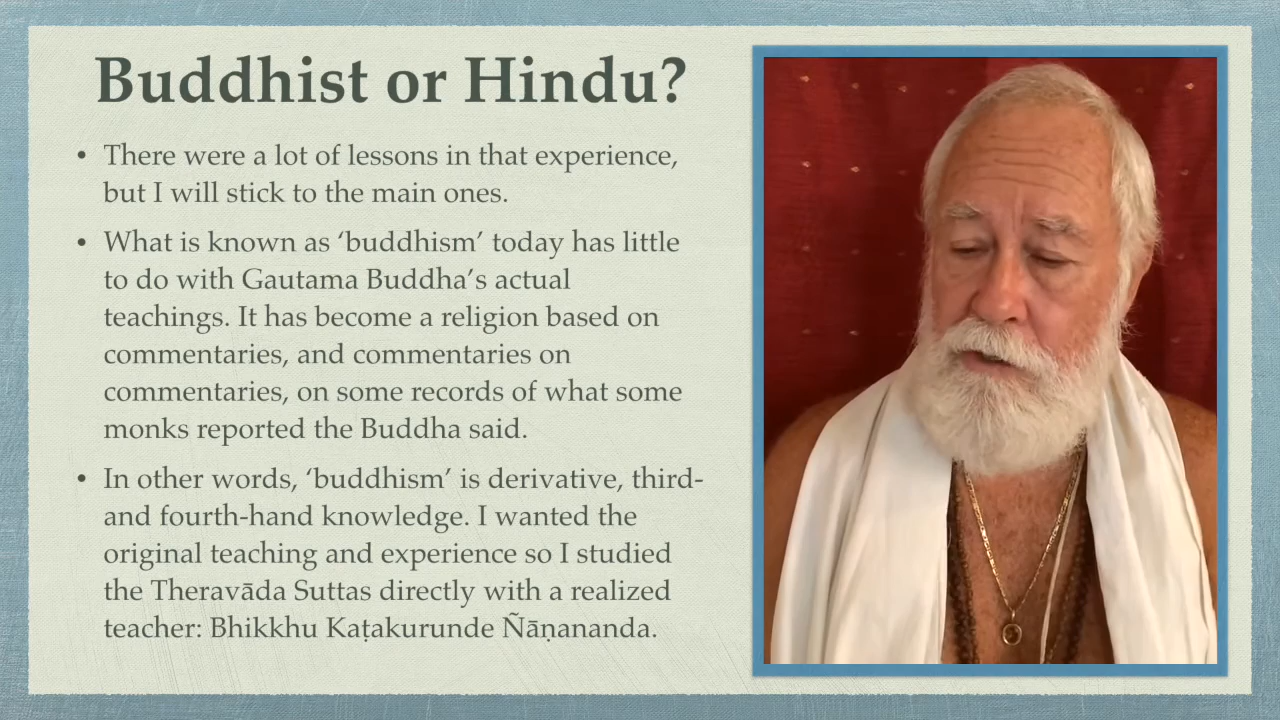 Buddhist or Hindu?
• There were a lot of lessons in that experience,
but I will stick to the main ones.
• What is known as ‘buddhism’ today has little
to do with Gautama Buddha’s actual
teachings. It has become a religion based on
commentaries, and commentaries on
commentaries, on some records of what some
monks reported the Buddha said.
• In other words, ‘buddhism’ is derivative, third-
and fourth-hand knowledge. I wanted the
original teaching and experience so I studied
the Theravāda Suttas directly with a realized
teacher: Bhikkhu Kaṭakurunde Ñāṇananda.